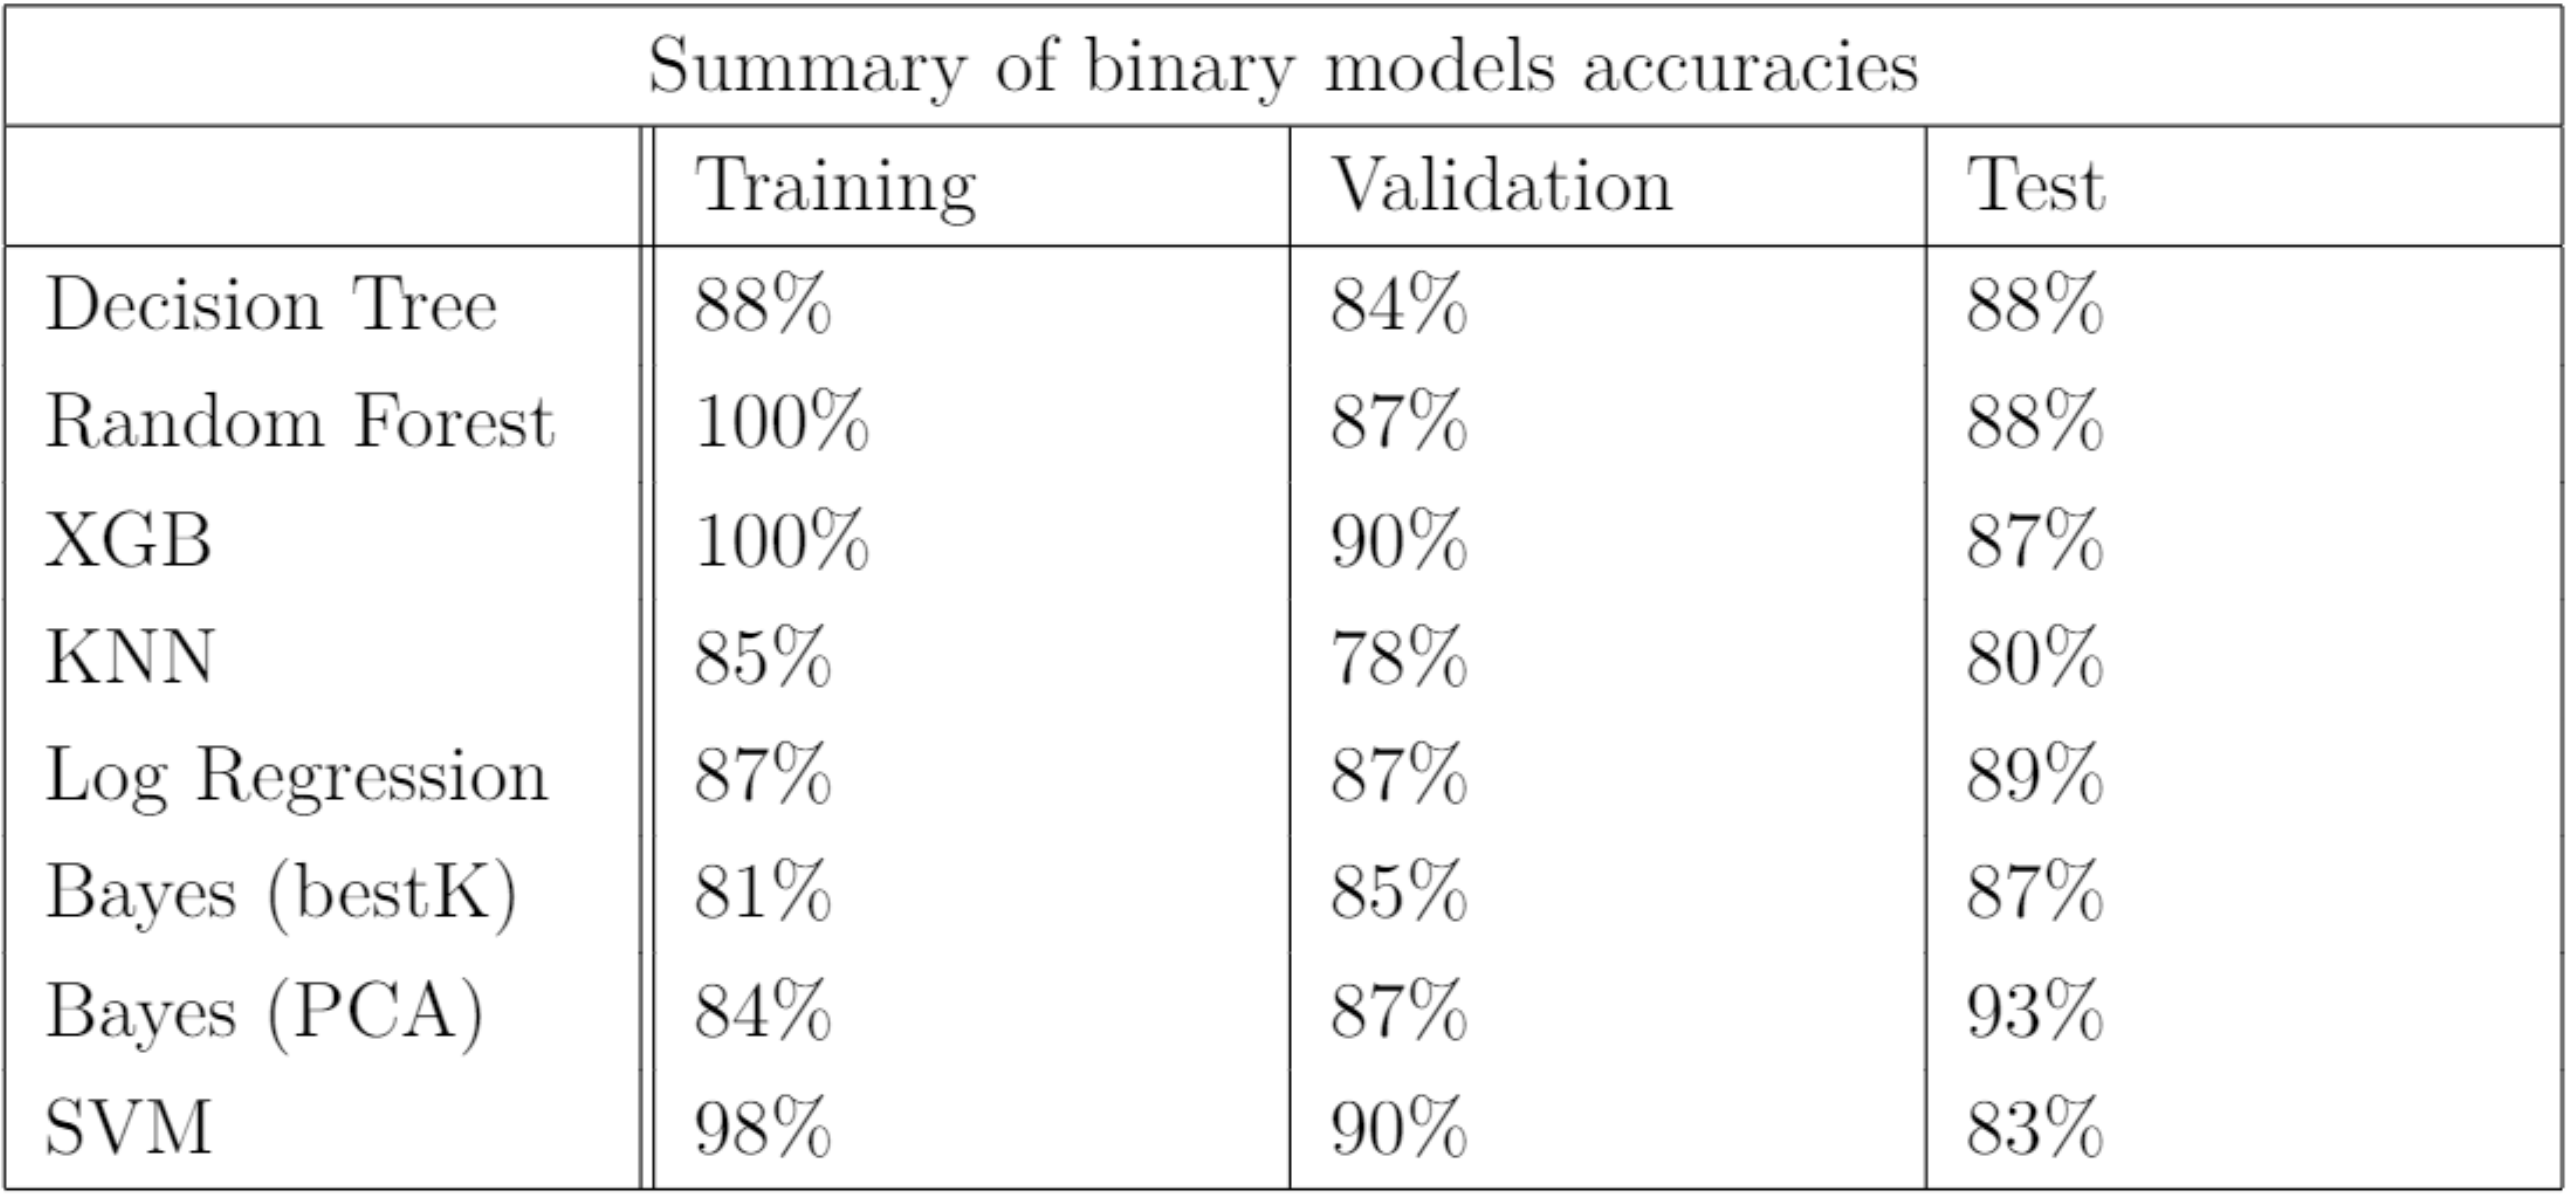 Summary of binary models accuracies
Training Validation Test
Decision Tree 88% 84% 88%
Random Forest 100% 87% 88%
XGB 100% 90% 87%
KNN 85% 78% 80%
Log Regression 87% 87% 89%
Bayes (bestK) 81% 85% 87%
Bayes (PCA) 84% 87% 93%
SVM 98% 90% 83%